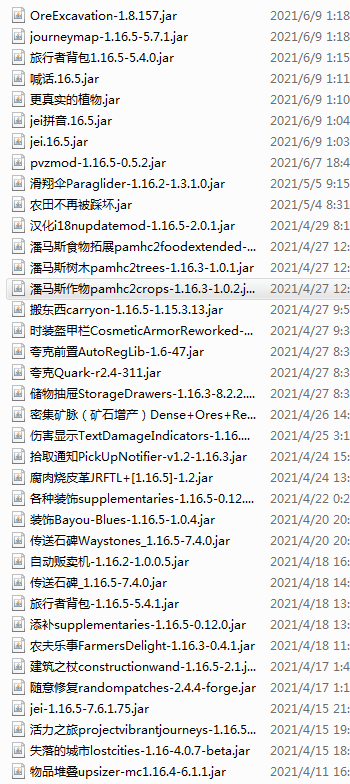 OreExcavation-1.8.157.jar 2021/6/9 1:18
journeymap-1.16.5-5.7.1.jar 2021/6/9 1:18
旅行者背包1.16.5-5.4.0.jar 2021/6/9 1:15
喊话.16.5.jar 2021/6/9 1:11
更真实的植物.jar 2021/6/9 1:10
jei拼音.16.5.jar 2021/6/9 1:04
jei.16.5.jar 2021/6/9 1:03
pvzmod-1.16.5-0.5.2.jar 2021/6/7 18:4
滑翔伞Paraglider-1.16.2-1.3.1.0.jar 2021/5/5 9:15
农田不再被踩坏.jar 2021/5/4 8:31
汉化i18nupdatemod-1.16.5-2.0.1.jar 2021/4/29 8:1
潘马斯食物拓展pamhc2foodextended-... 2021/4/27 12:
潘马斯树木pamhc2trees-1.16.3-1.0.1.jar 2021/4/27 12:
潘马斯作物pamhc2crops-1.16.3-1.0.2.j... 2021/4/27 12:
搬东西carryon-1.16.5-1.15.3.13.jar 2021/4/27 9:5
时装盔甲栏CosmeticArmorReworked-... 2021/4/27 9:3
夸克前置AutoRegLib-1.6-47.jar 2021/4/27 8:3
夸克Quark-r2.4-311.jar 2021/4/27 8:3
储物抽屉StorageDrawers-1.16.3-8.2.2.... 2021/4/27 8:3
密集矿脉（矿石增产）Dense+Ores+Re... 2021/4/26 14:
伤害显示TextDamageIndicators-1.16.... 2021/4/25 3:1
拾取通知PickUpNotifier-v1.2-1.16.3.jar 2021/4/24 15:
腐肉烧皮革JRFTL+[1.16.5]-1.2.jar 2021/4/24 13:
各种装饰supplementaries-1.16.5-0.12.... 2021/4/22 0:2
装饰Bayou-Blues-1.16.5-1.0.4.jar 2021/4/20 20:
传送石碑Waystones_1.16.5-7.4.0.jar 2021/4/20 20:
自动贩卖机-1.16.2-1.0.0.5.jar 2021/4/18 16:
传送石碑_1.16.5-7.4.0.jar 2021/4/18 14:
旅行者背包-1.16.5-5.4.1.jar 2021/4/18 13:
添补supplementaries-1.16.5-0.12.0.jar 2021/4/18 13:
农夫乐事FarmersDelight-1.16.3-0.4.1.jar 2021/4/18 11:
建筑之杖constructionwand-1.16.5-2.1.j... 2021/4/17 1:4
随意修复randompatches-2.4.4-forge.jar 2021/4/17 1:1
jei-1.16.5-7.6.1.75.jar 2021/4/15 21:
活力之旅projectvibrantjourneys-1.16.5... 2021/4/15 19:
失落的城市lostcities-1.16-4.0.7-beta.jar 2021/4/15 18:
物品堆叠upsizer-mc1.16.4-6.1.1.jar 2021/4/11 16: